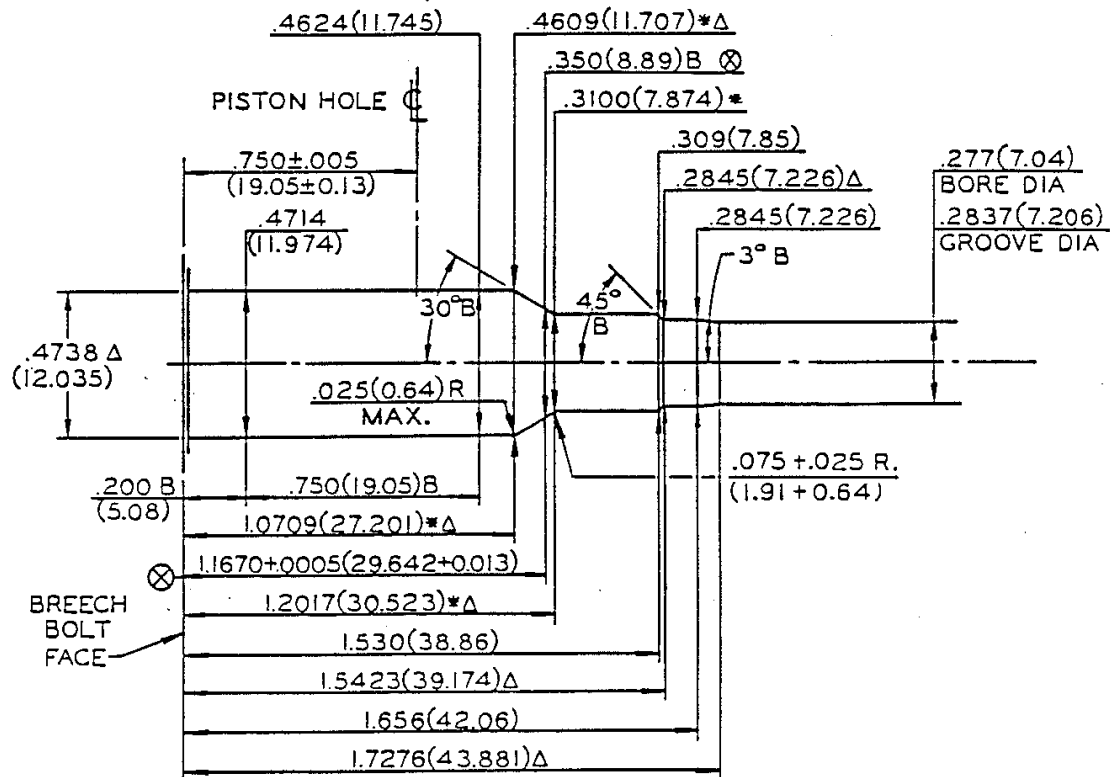 .4624(11.745)
.4609(11.707)*Δ
.350(8.89)B ⊗
PISTON HOLE ℄
.3100(7.874)*
.309(7.85)
.750±.005
(19.05±0.13)
.277(7.04)
BORE DIA
.2845(7.226)Δ
.4714
(11.974)
.2845(7.226)
.2837(7.206)
GROOVE DIA
3° B
30° B
45°
B
.4738 Δ
(12.035)
.025(0.64) R
MAX.
.075+.025 R.
(1.91+0.64)
.200 B
(5.08)
.750(19.05)B
1.0709(27.201)*Δ
⊗
1.1670+.0005(29.642+0.013)
1.2017(30.523)*Δ
BREECH
BOLT
FACE
1.530(38.86)
1.5423(39.174)Δ
1.656(42.06)
1.7276(43.881)Δ